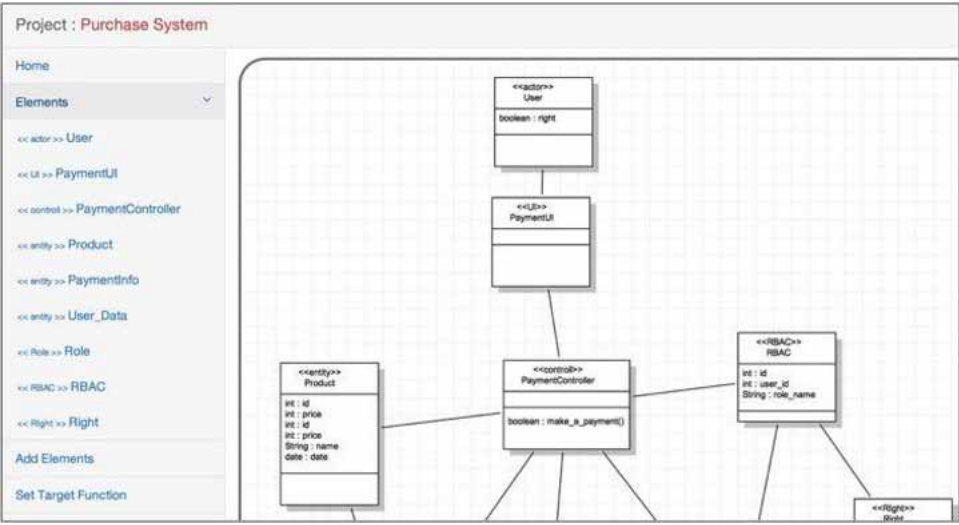 Project : Purchase System
Home
Elements
<< actor >> User
<< UI >> PaymentUI
<< controll >> PaymentController
<< entity >> Product
<< entity >> PaymentInfo
<< entity >> User_Data
<< Role >> Role
<< RBAC >> RBAC
<< Right >> Right
Add Elements
Set Target Function
<<actor>>
User
boolean : right
<<UI>>
PaymentUI
<<entity>>
Product
int : id
int : price
int : id
int : price
String : name
date : date
<<controll>>
PaymentController
boolean : make_a_payment()
<<RBAC>>
RBAC
int : id
int : user_id
String : role_name
<<Right>>
Right